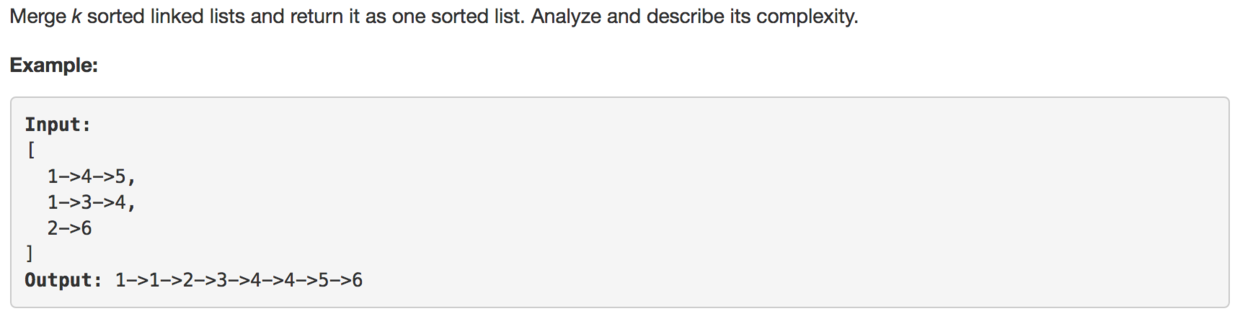 Merge k sorted linked lists and return it as one sorted list. Analyze and describe its complexity.
Example:
Input:
[
  1->4->5,
  1->3->4,
  2->6
]
Output: 1->1->2->3->4->4->5->6